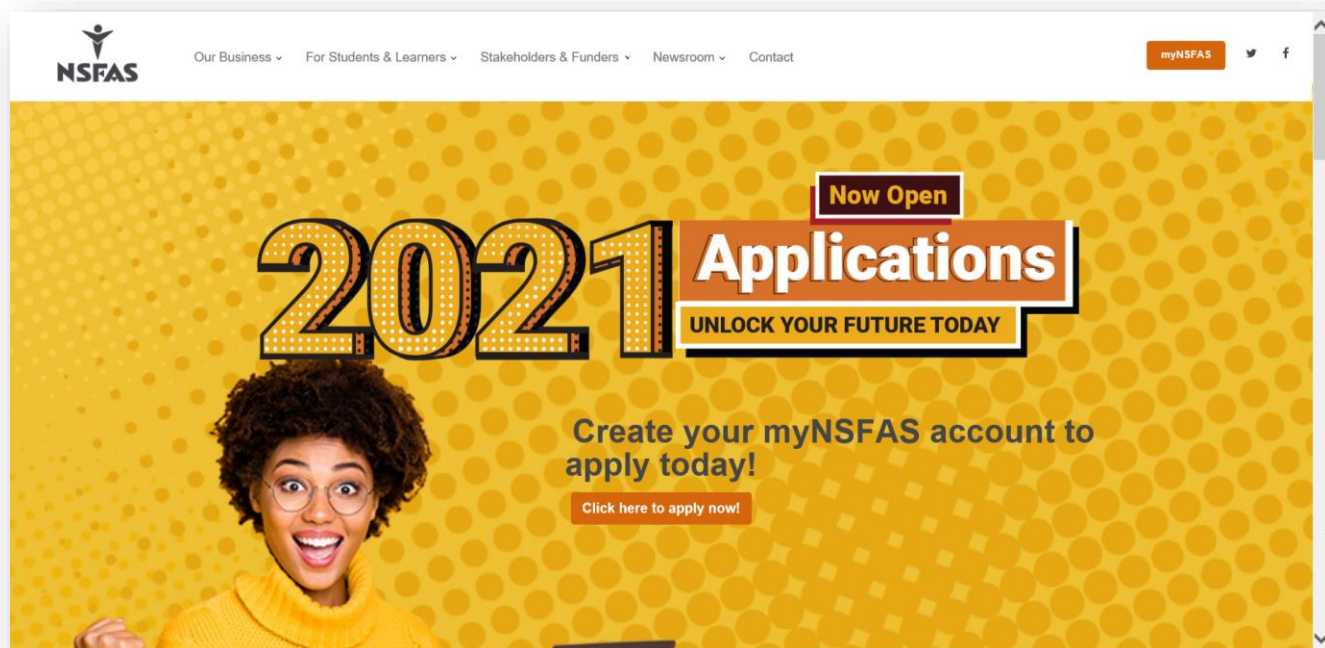 NSFAS
Our Business
For Students & Learners
Stakeholders & Funders
Newsroom
Contact
myNSFAS
2021
Now Open
Applications
UNLOCK YOUR FUTURE TODAY
Create your myNSFAS account to
apply today!
Click here to apply now!